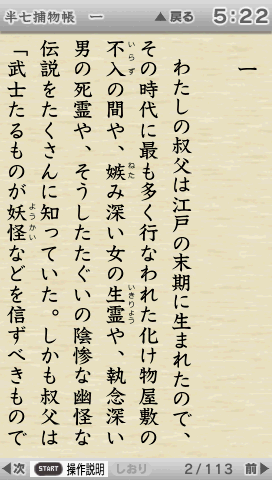 半七捕物帳　一
▲戻る
5:22
一
わたしの叔父は江戸の末期に生まれたので、
その時代に最も多く行なわれた化け物屋敷の
不入の間や、嫉み深い女の生霊や、執念深い
いらず
ねた
いきりょう
男の死霊や、そうしたたぐいの陰惨な幽怪な
伝説をたくさんに知っていた。しかも叔父は
「武士たるものが妖怪などを信ずべきもので
ようかい
◀次
START 操作説明
しおり
2/113
前▶